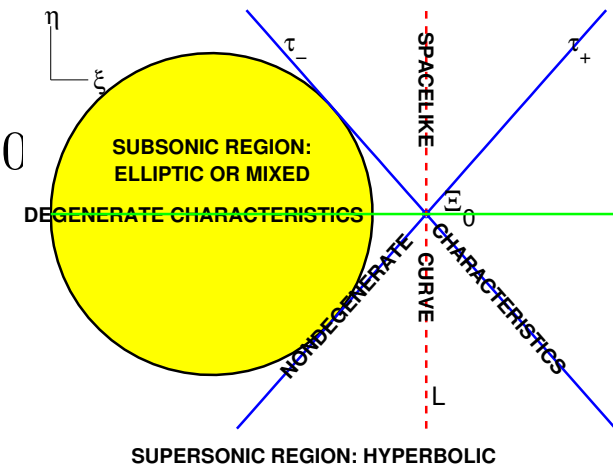 η
ξ
τ−
τ+
SPACELIKE
0
SUBSONIC REGION:
ELLIPTIC OR MIXED
DEGENERATE CHARACTERISTICS
Ξ0
NONDEGENERATE
CURVE
CHARACTERISTICS
L
SUPERSONIC REGION: HYPERBOLIC